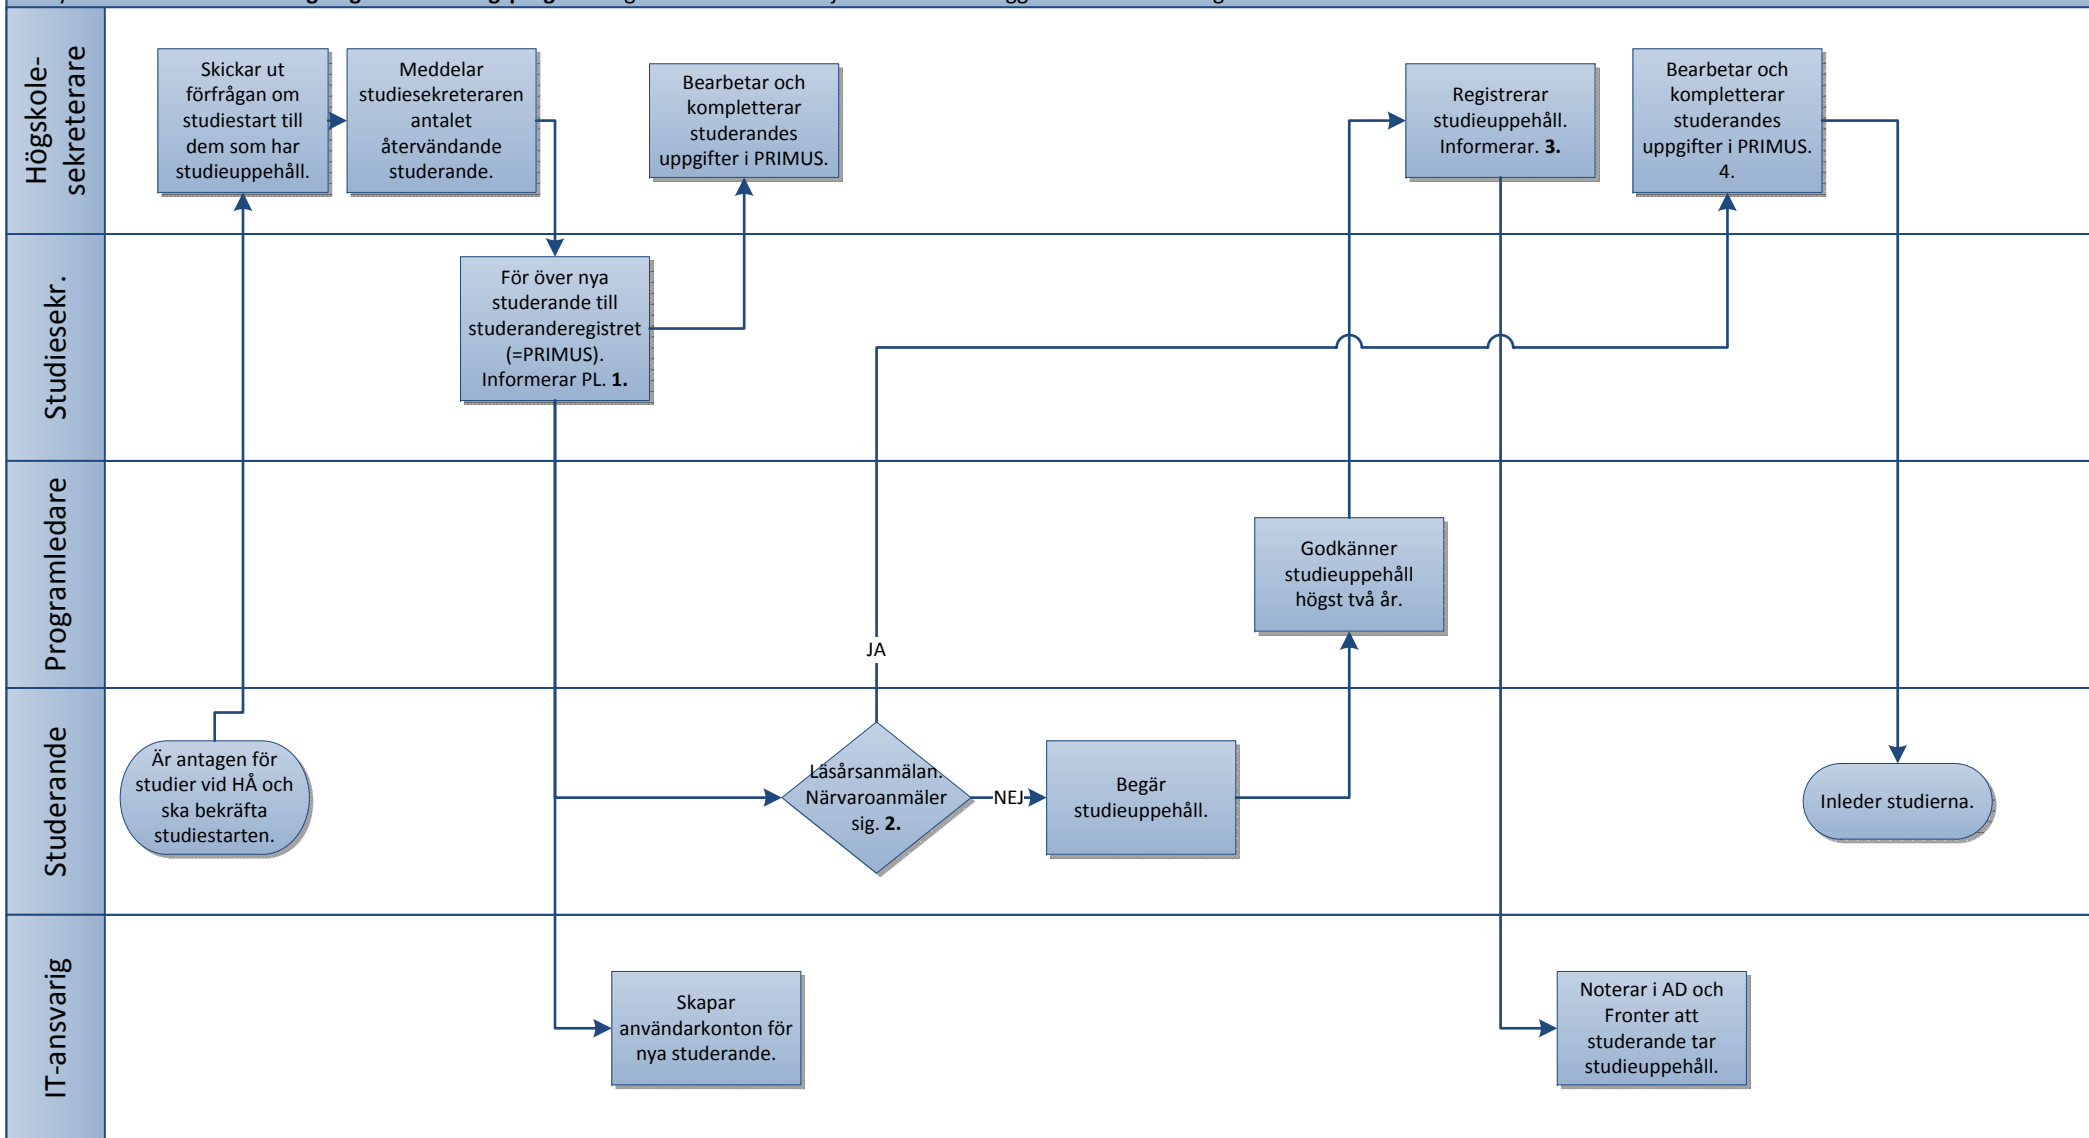 Högskole-
sekreterare
Skickar ut
förfrågan om
studiestart till
dem som har
studieuppehåll.
Meddelar
studiesekreteraren
antalet
återvändande
studerande.
Bearbetar och
kompletterar
studerandes
uppgifter i PRIMUS.
Registrerar
studieuppehåll.
Informerar. 3.
Bearbetar och
kompletterar
studerandes
uppgifter i PRIMUS.
4.
Studiesekr.
För över nya
studerande till
studeranderegistret
(=PRIMUS).
Informerar PL. 1.
Programledare
Godkänner
studieuppehåll
högst två år.
JA
Studerande
Är antagen för
studier vid HÅ och
ska bekräfta
studiestarten.
Läsårsanmälan.
Närvaroanmäler
sig. 2.
NEJ
Begär
studieuppehåll.
Inleder studierna.
IT-ansvarig
Skapar
användarkonton för
nya studerande.
Noterar i AD och
Fronter att
studerande tar
studieuppehåll.